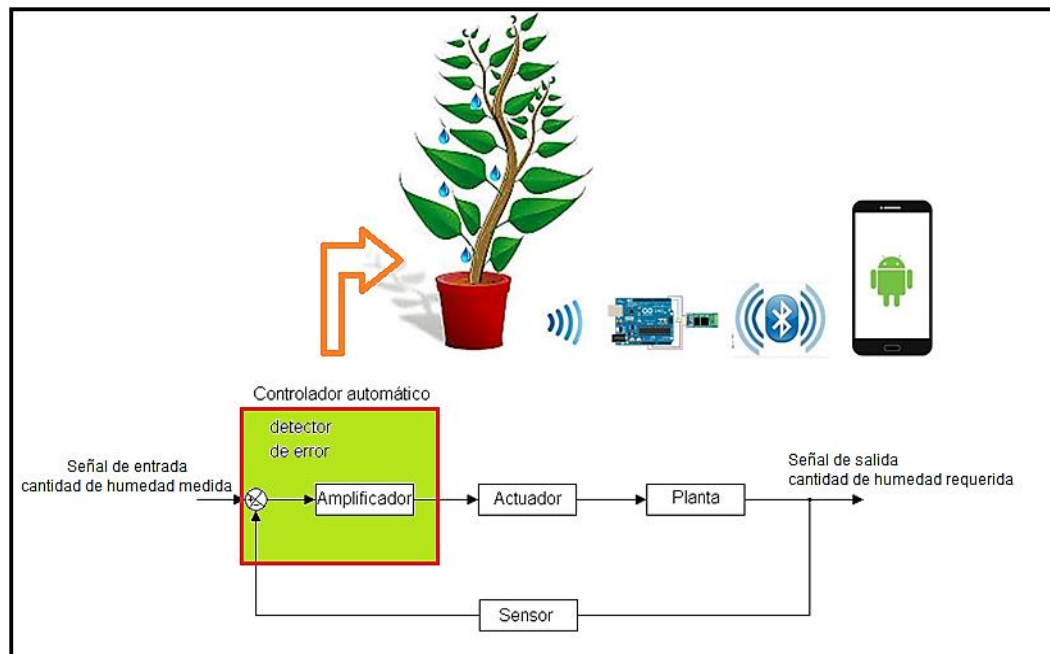 Controlador automático
detector
de error
Señal de entrada
cantidad de humedad medida
Amplificador
Actuador
Planta
Señal de salida
cantidad de humedad requerida
Sensor